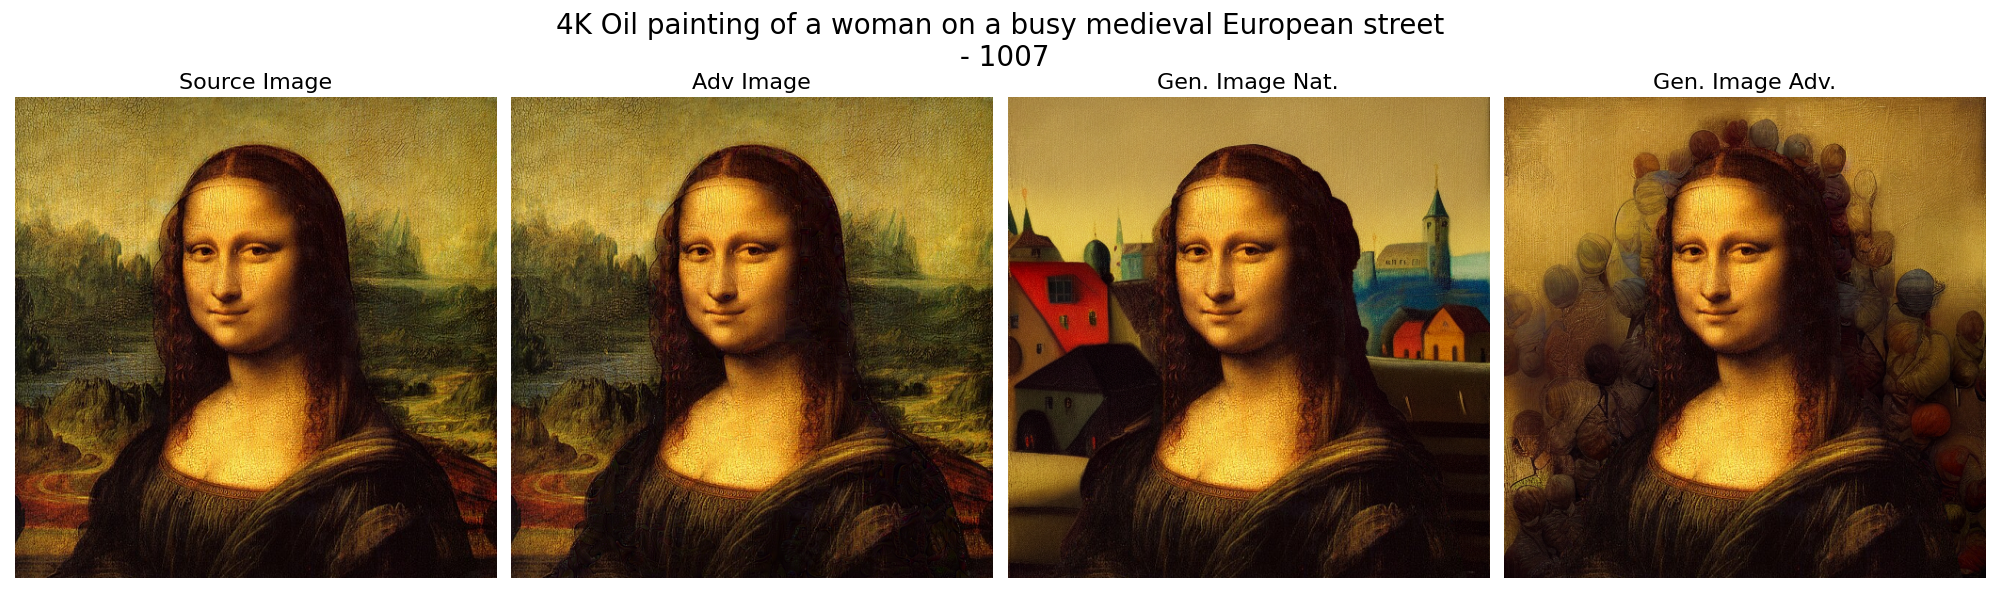 4K Oil painting of a woman on a busy medieval European street
- 1007
Source Image
Adv Image
Gen. Image Nat.
Gen. Image Adv.